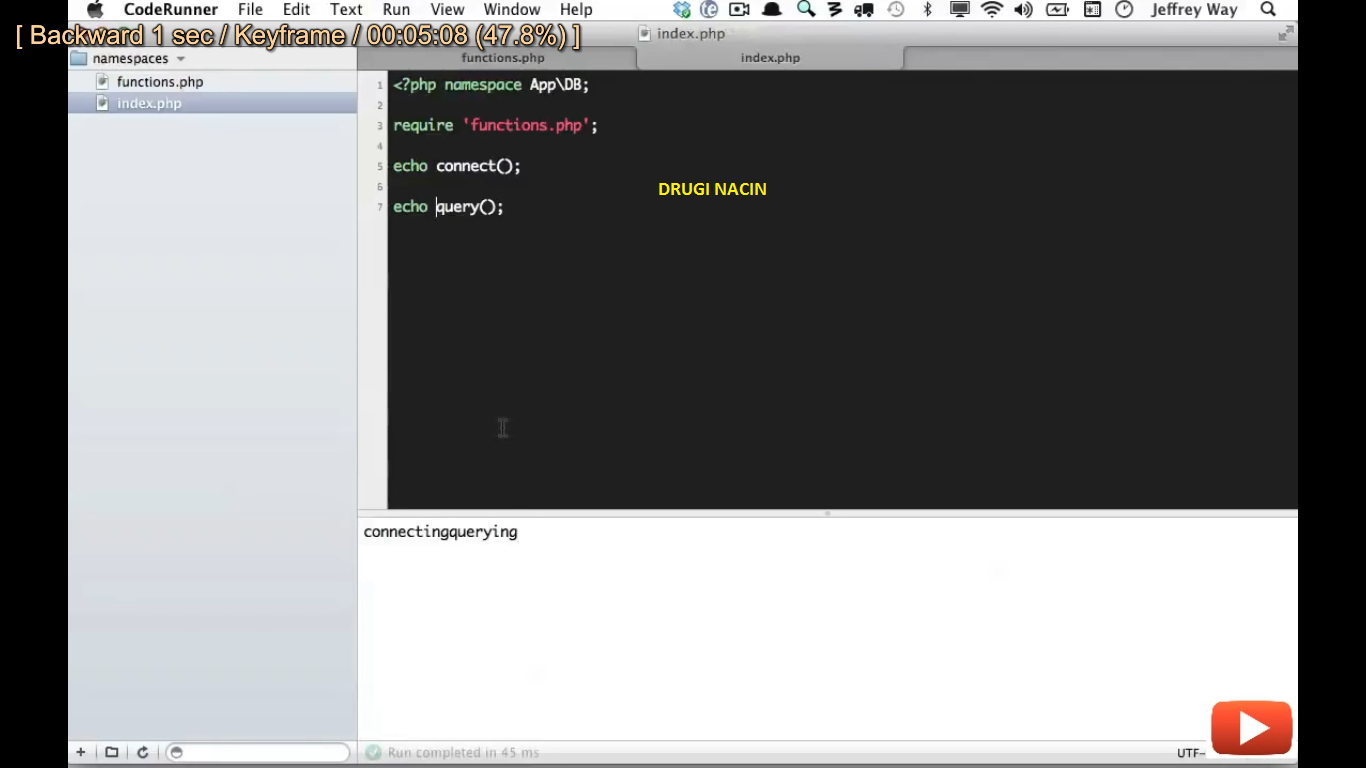 CodeRunner File Edit Text Run View Window Help Jeffrey Way
[ Backward 1 sec / Keyframe / 00:05:08 (47.8%) ]
index.php
namespaces
functions.php
index.php
functions.php
index.php
1 <?php namespace App\DB;
2
3 require 'functions.php';
4
5 echo connect();
6
DRUGI NACIN
7 echo query();
connectingquerying
Run completed in 45 ms
UTF-